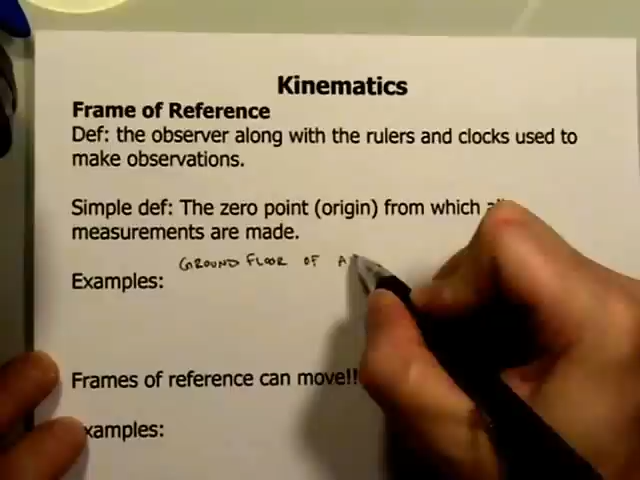 Kinematics
Frame of Reference
Def: the observer along with the rulers and clocks used to
make observations.
Simple def: The zero point (origin) from which
measurements are made.
GROUND FLOOR OF A
Examples:
Frames of reference can move!!
xamples: